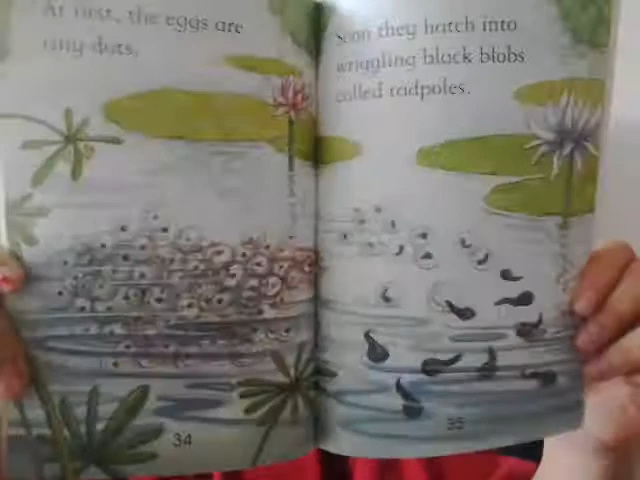 At first, the eggs are
tiny dots.
Soon they hatch into
wriggling black blobs
called tadpoles.
34
35